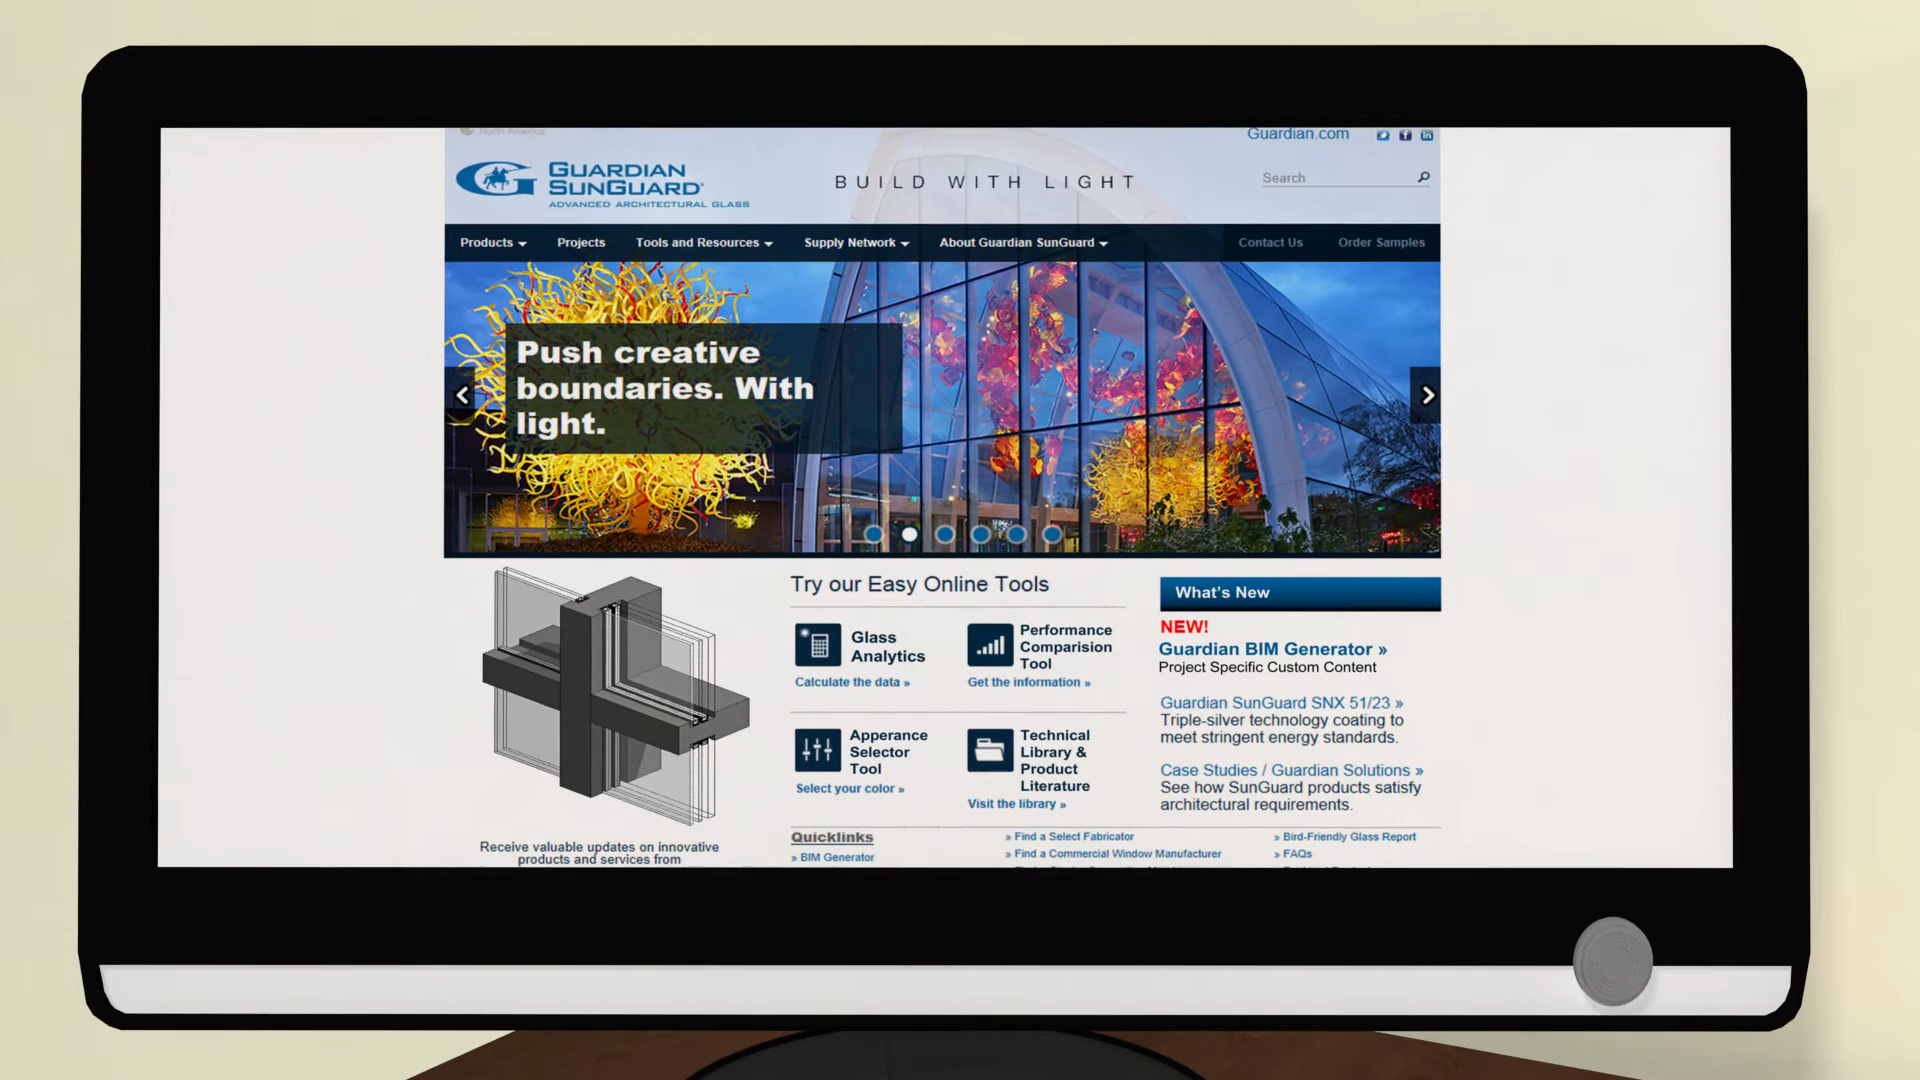 North America
Guardian.com
GUARDIAN
SUNGUARD®
ADVANCED ARCHITECTURAL GLASS
BUILD WITH LIGHT
Search
Products
Projects
Tools and Resources
Supply Network
About Guardian SunGuard
Contact Us
Order Samples
Push creative
boundaries. With
light.
Try our Easy Online Tools
Glass
Analytics
Calculate the data »
Performance
Comparision
Tool
Get the information »
Apperance
Selector
Tool
Select your color »
Technical
Library &
Product
Literature
Visit the library »
What's New
NEW!
Guardian BIM Generator »
Project Specific Custom Content
Guardian SunGuard SNX 51/23 »
Triple-silver technology coating to
meet stringent energy standards.
Case Studies / Guardian Solutions »
See how SunGuard products satisfy
architectural requirements.
Receive valuable updates on innovative
products and services from
Quicklinks
» BIM Generator
» Find a Select Fabricator
» Find a Commercial Window Manufacturer
» Bird-Friendly Glass Report
» FAQs